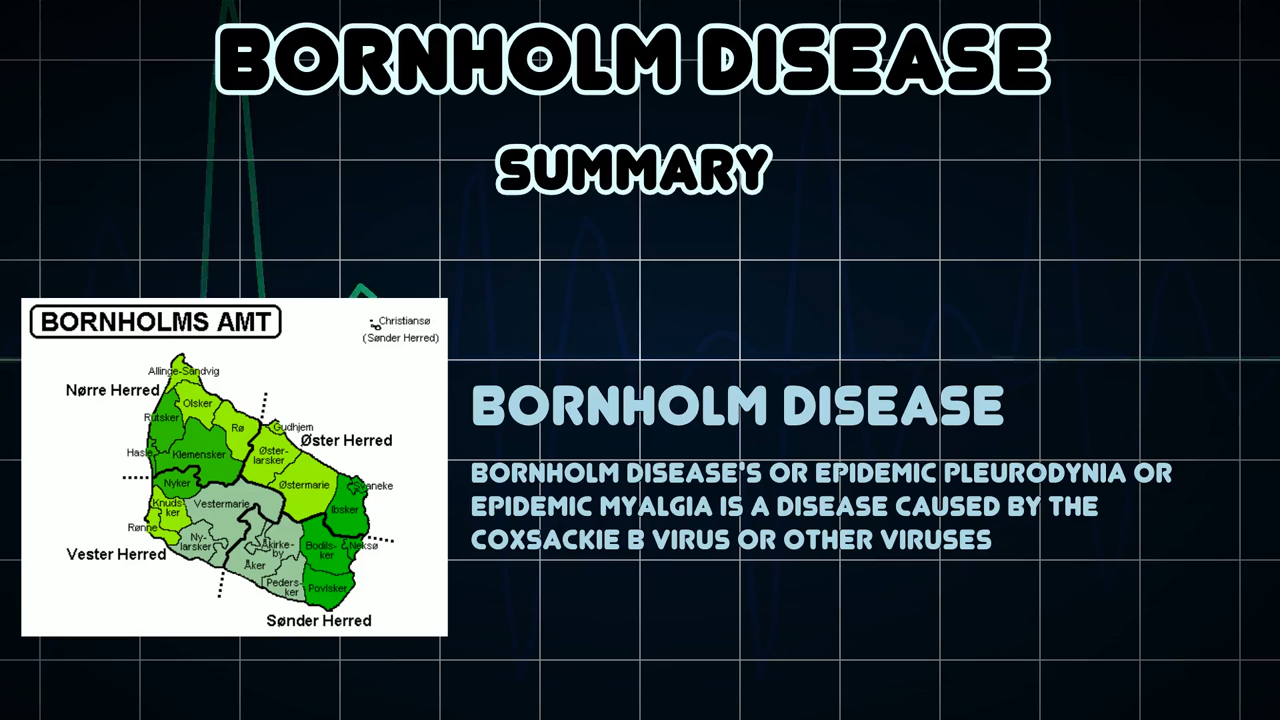 BORNHOLM DISEASE
SUMMARY
BORNHOLMS AMT
Christiansø
(Sønder Herred)
Allinge-Sandvig
Nørre Herred
Olsker
Rutsker
Rø
Gudhjem
Øster Herred
Hasle
Klemensker
Øster-
larsker
Nyker
Østermarie
Svaneke
Vestermarie
Knuds-
ker
Ibsker
Rønne
Ny-
larsker
Åkirke-
by
Bodils-
ker
Neksø
Vester Herred
Åker
Peders-
ker
Povlsker
Sønder Herred
BORNHOLM DISEASE
BORNHOLM DISEASE'S OR EPIDEMIC PLEURODYNIA OR
EPIDEMIC MYALGIA IS A DISEASE CAUSED BY THE
COXSACKIE B VIRUS OR OTHER VIRUSES